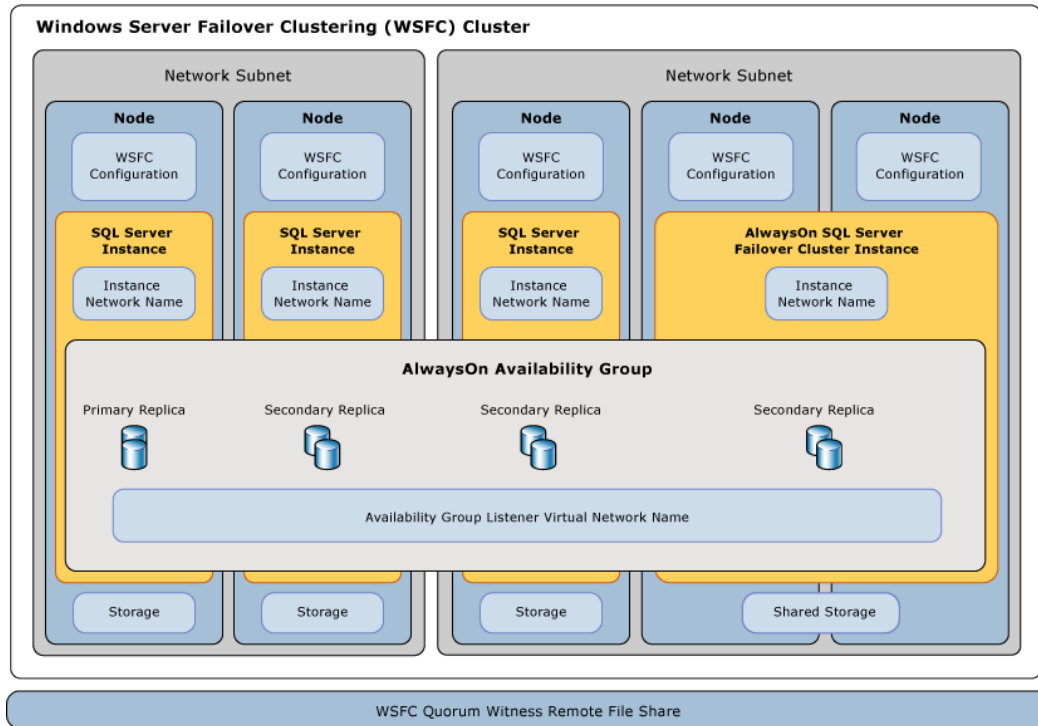 Windows Server Failover Clustering (WSFC) Cluster
Network Subnet
Network Subnet
Node
Node
Node
Node
Node
WSFC
Configuration
WSFC
Configuration
WSFC
Configuration
WSFC
Configuration
WSFC
Configuration
SQL Server
Instance
SQL Server
Instance
SQL Server
Instance
AlwaysOn SQL Server
Failover Cluster Instance
Instance
Network Name
Instance
Network Name
Instance
Network Name
Instance
Network Name
AlwaysOn Availability Group
Primary Replica
Secondary Replica
Secondary Replica
Secondary Replica
Availability Group Listener Virtual Network Name
Storage
Storage
Storage
Shared Storage
WSFC Quorum Witness Remote File Share